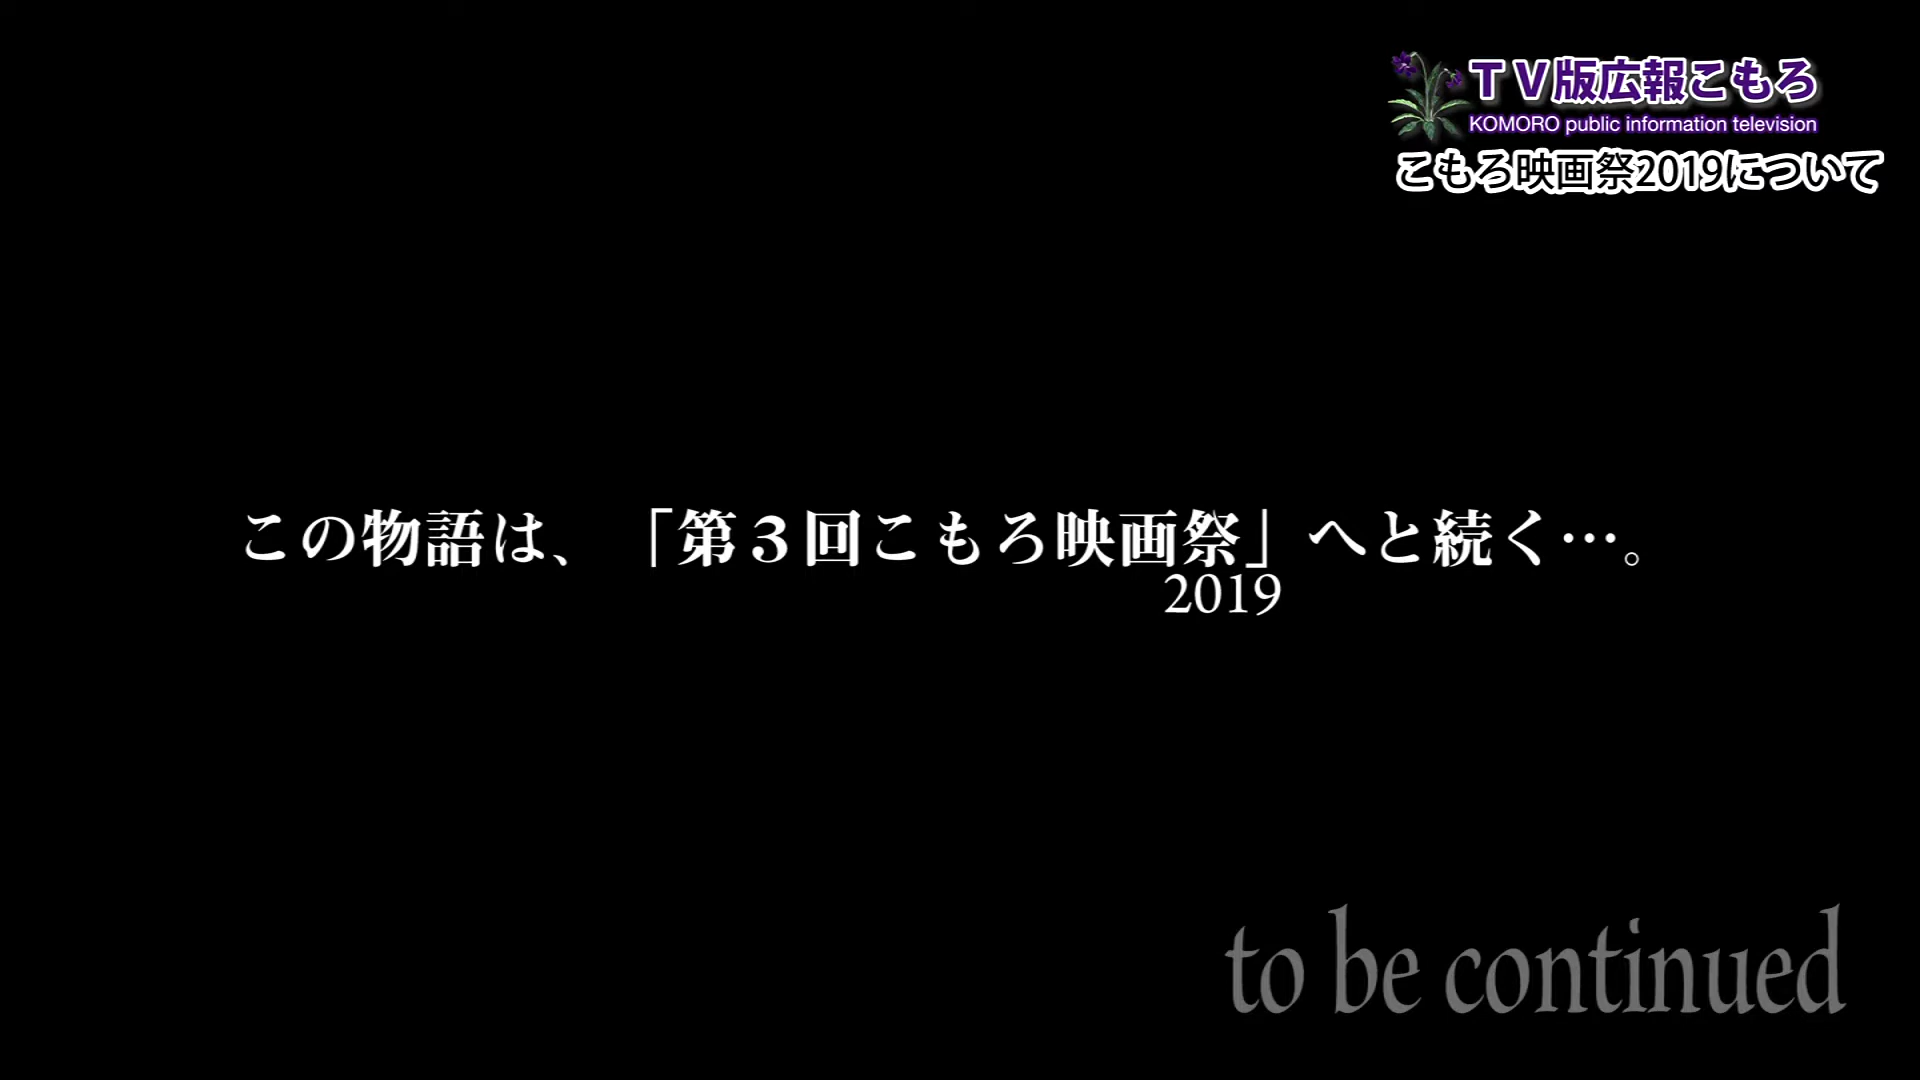 TV版広報こもろ
KOMORO public information television
こもろ映画祭2019について
この物語は、「第３回こもろ映画祭」へと続く…。
2019
to be continued